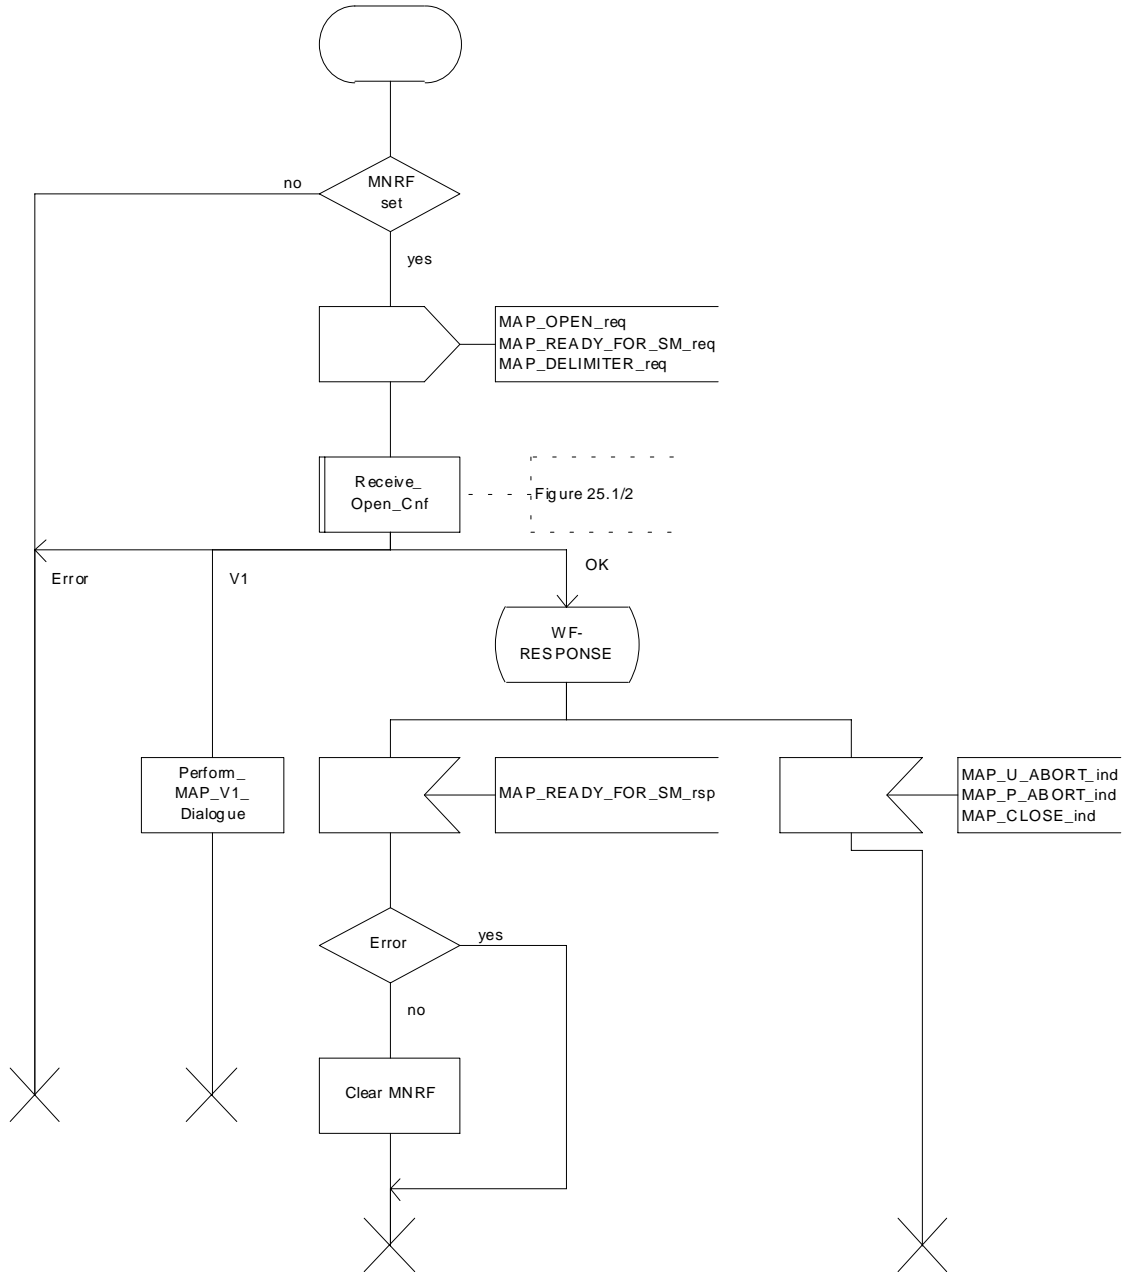 no
MNRF
set
yes
MAP_OPEN_req
MAP_READY_FOR_SM_req
MAP_DELIMITER_req
Receive_
Open_Cnf
Figure 25.1/2
Error
V1
OK
WF-
RESPONSE
Perform_
MAP_V1_
Dialogue
MAP_READY_FOR_SM_rsp
MAP_U_ABORT_ind
MAP_P_ABORT_ind
MAP_CLOSE_ind
Error
yes
no
Clear MNRF